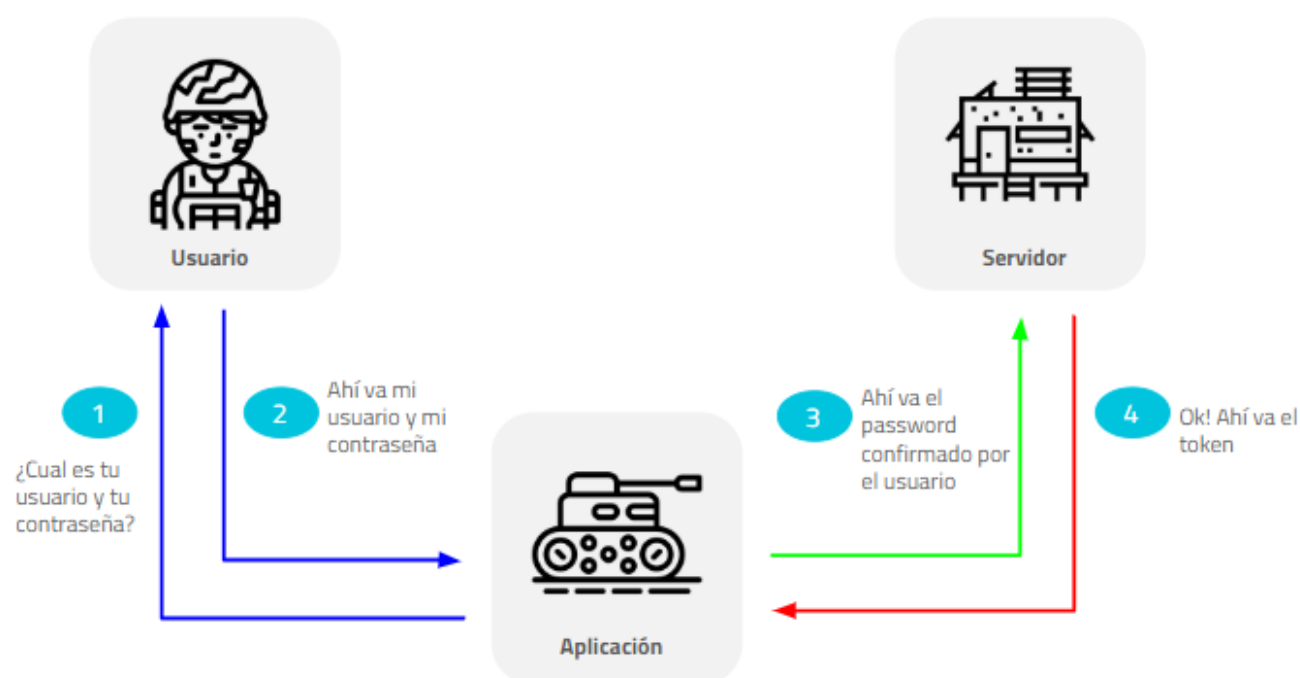 Usuario
Servidor
1
¿Cual es tu
usuario y tu
contraseña?
2
Ahí va mi
usuario y mi
contraseña
3
Ahí va el
password
confirmado por
el usuario
4
Ok! Ahí va el
token
Aplicación